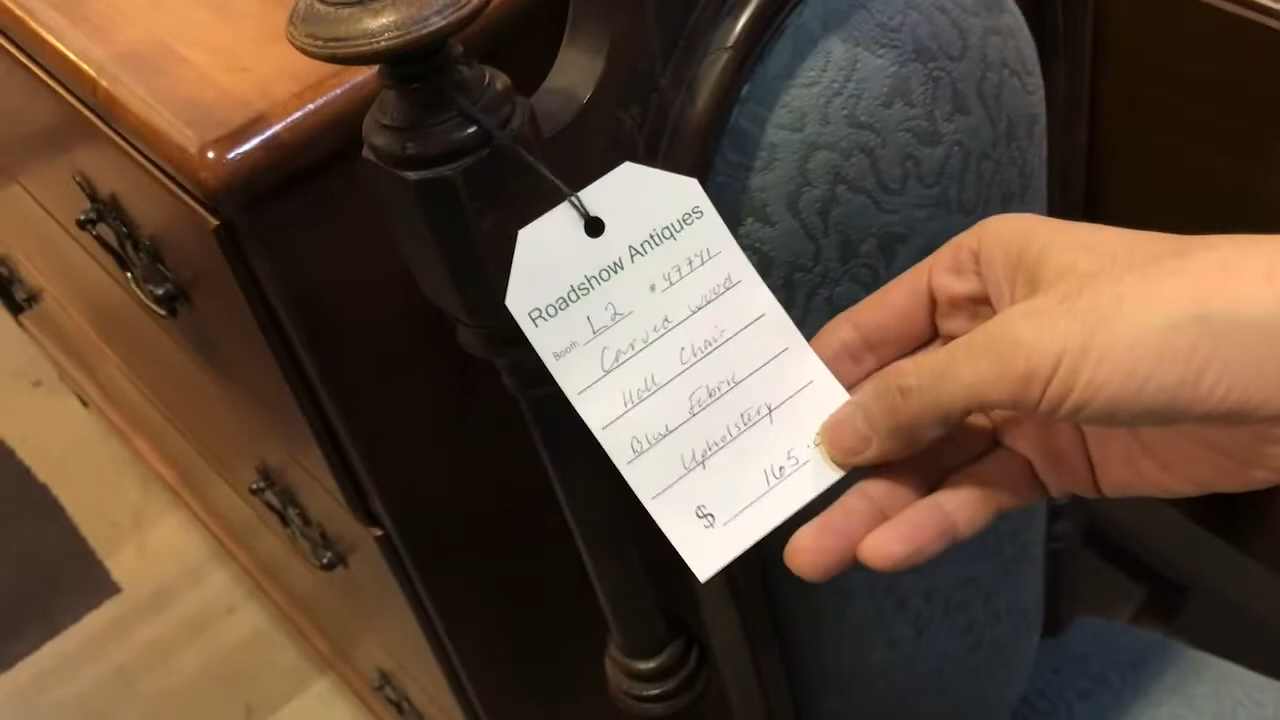 Roadshow Antiques
Booth L2 # 47741
Carved wood
Hall Chair
Blue Fabric
Upholstery
$ 165.